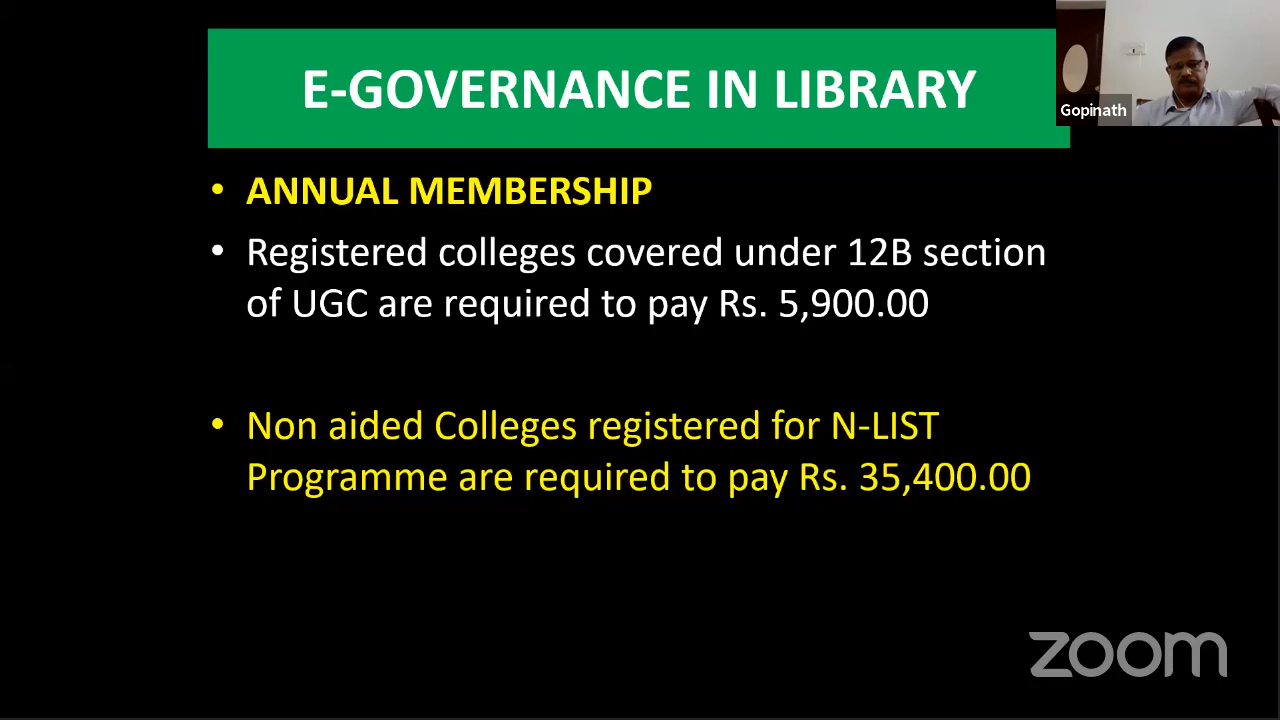 E-GOVERNANCE IN LIBRARY
Gopinath
• ANNUAL MEMBERSHIP
• Registered colleges covered under 12B section
of UGC are required to pay Rs. 5,900.00
• Non aided Colleges registered for N-LIST
Programme are required to pay Rs. 35,400.00
zoom